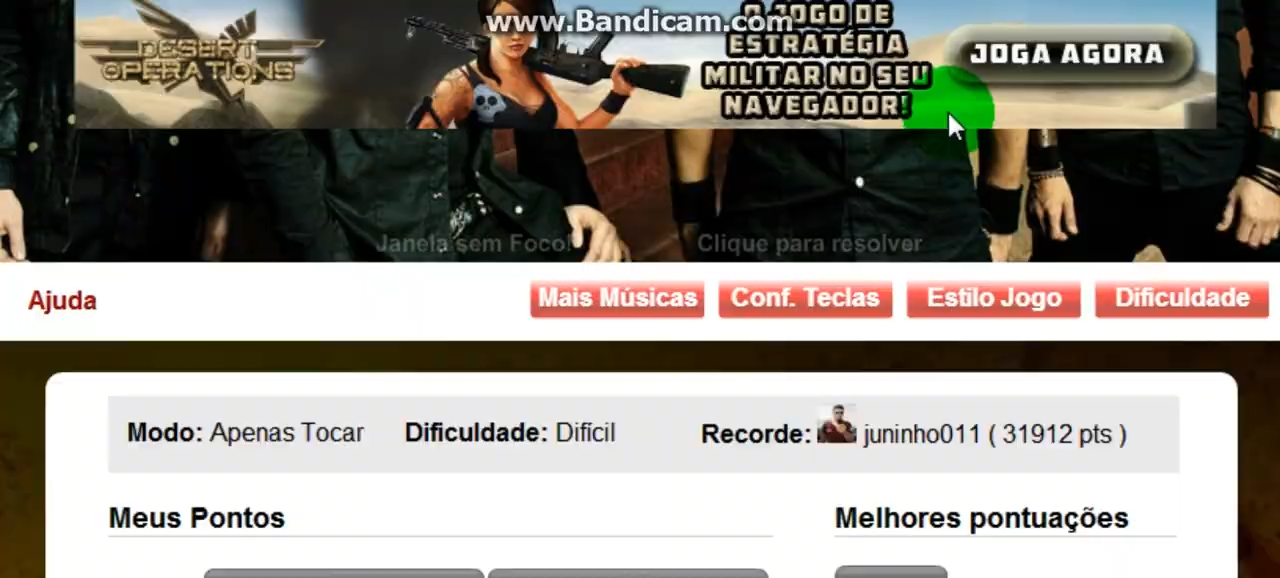 www.Bandicam.com
DESERT
OPERATIONS
O JOGO DE
ESTRATÉGIA
MILITAR NO SEU
NAVEGADOR!
JOGA AGORA
Janela sem Foco! Clique para resolver
Ajuda
Mais Músicas
Conf. Teclas
Estilo Jogo
Dificuldade
Modo: Apenas Tocar
Dificuldade: Difícil
Recorde: juninho011 ( 31912 pts )
Meus Pontos
Melhores pontuações